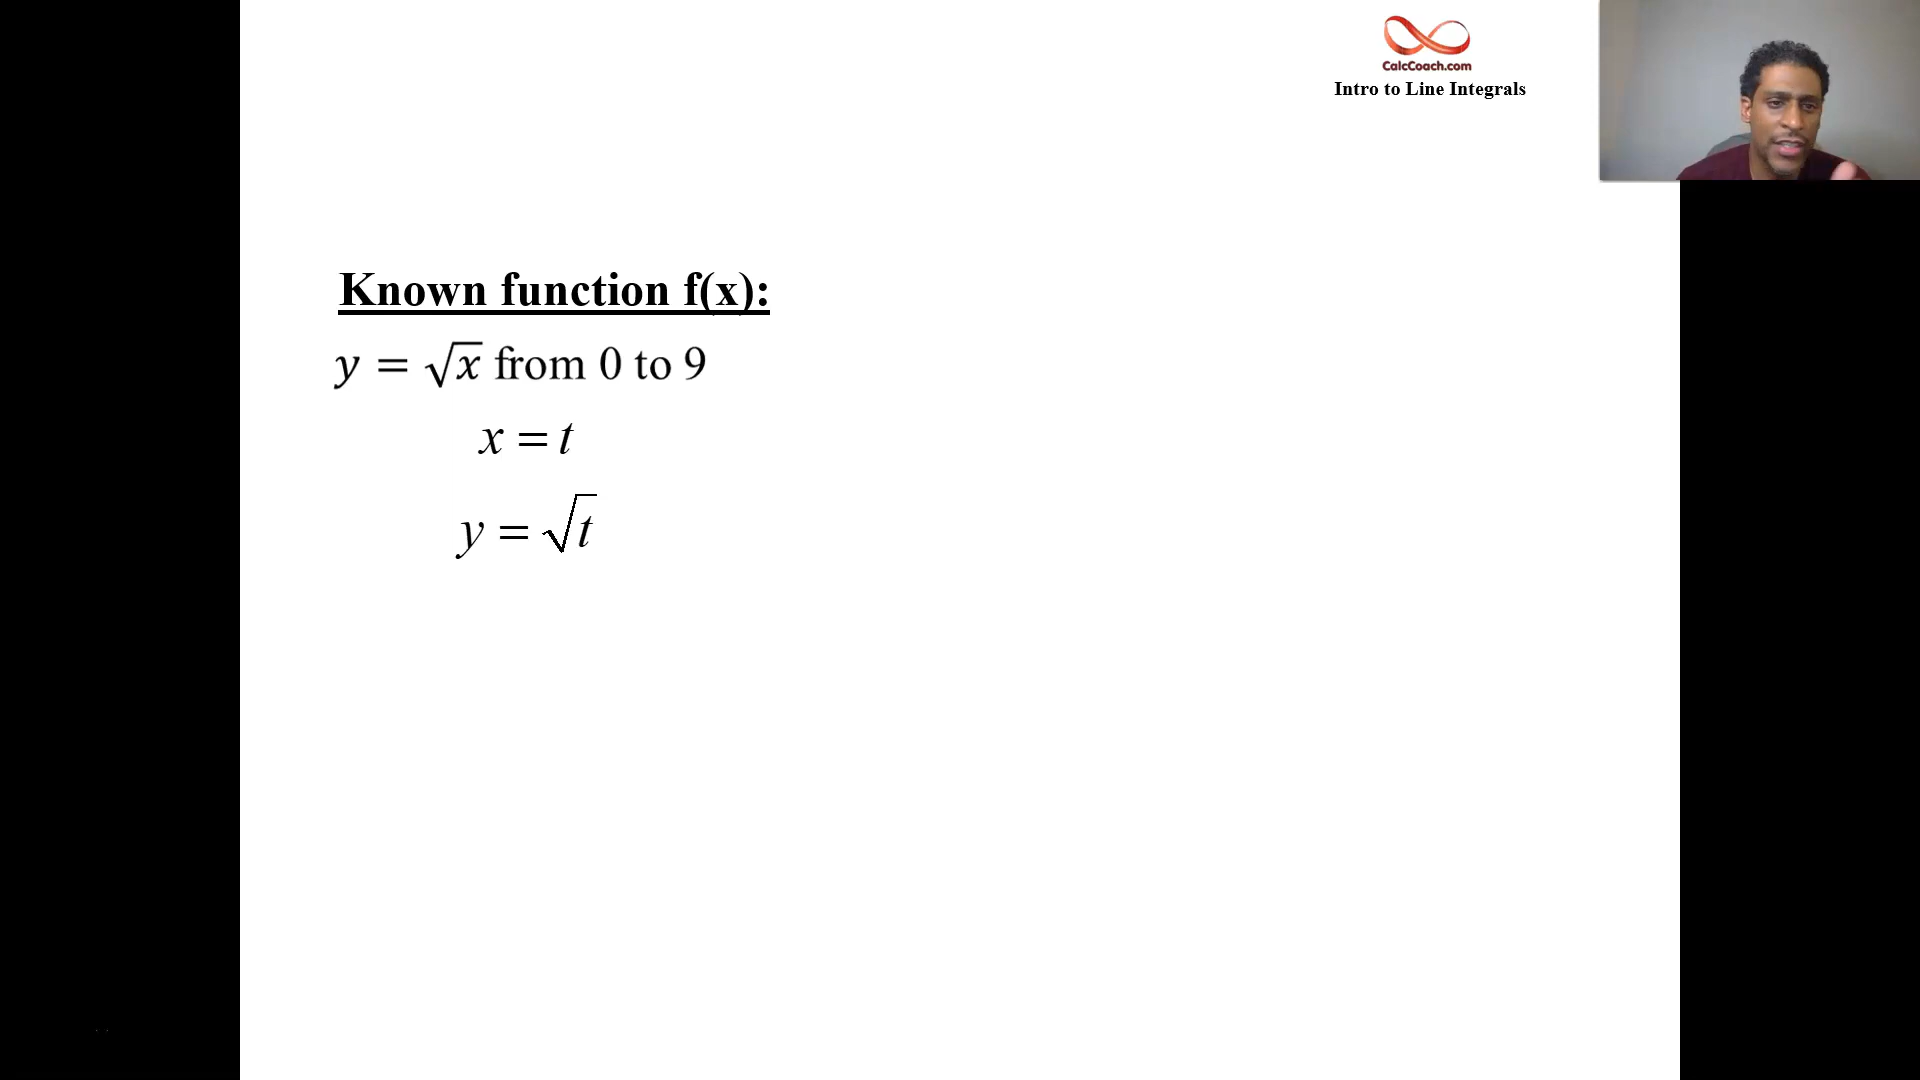 CalcCoach.com
Intro to Line Integrals
Known function f(x):
y = √x from 0 to 9
x = t
y = √t